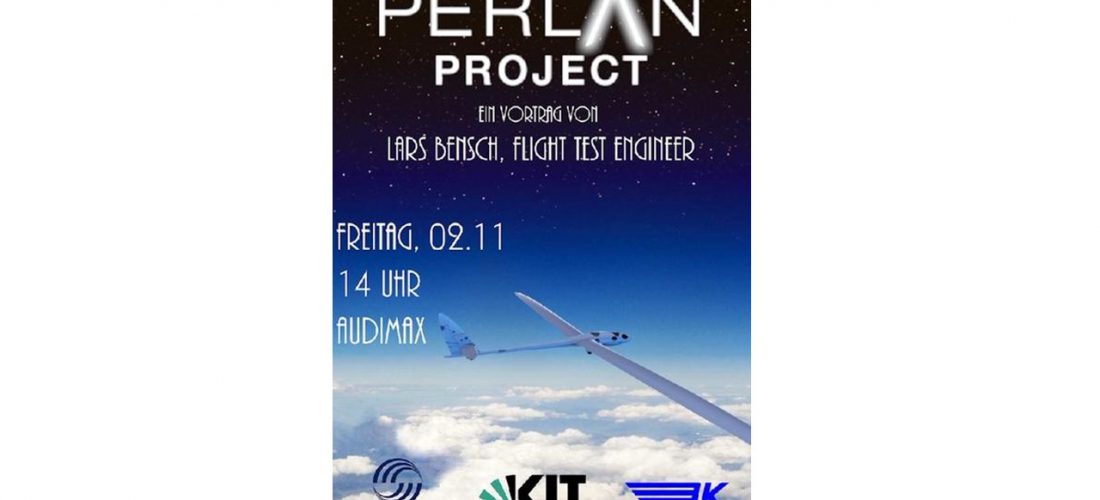 PERLAN
PROJECT
EIN VORTRAG VON
LARS BENSCH, FLIGHT TEST ENGINEER
FREITAG, 02.11
14 UHR
AUDIMAX
KIT